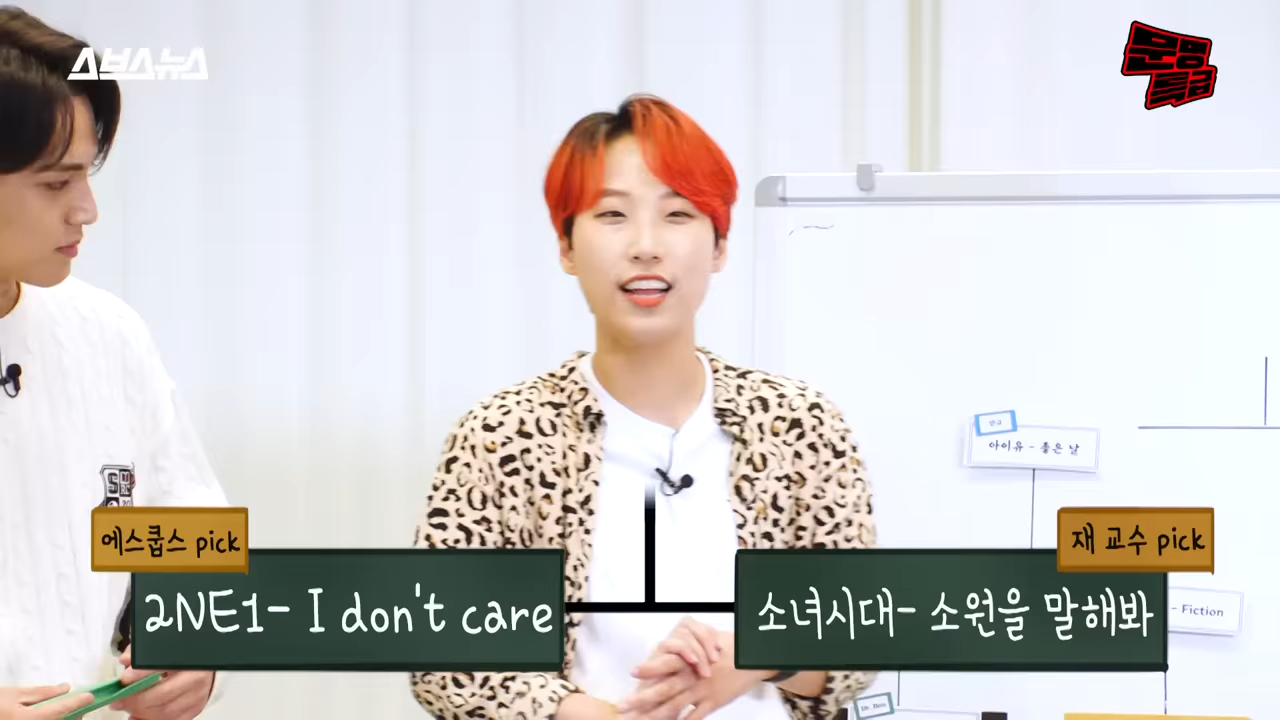 스브스뉴스
문명
특급
아이유 - 좋은 날
에스쿱스 pick
재 교수 pick
2NE1- I don't care
소녀시대- 소원을 말해봐
- Fiction